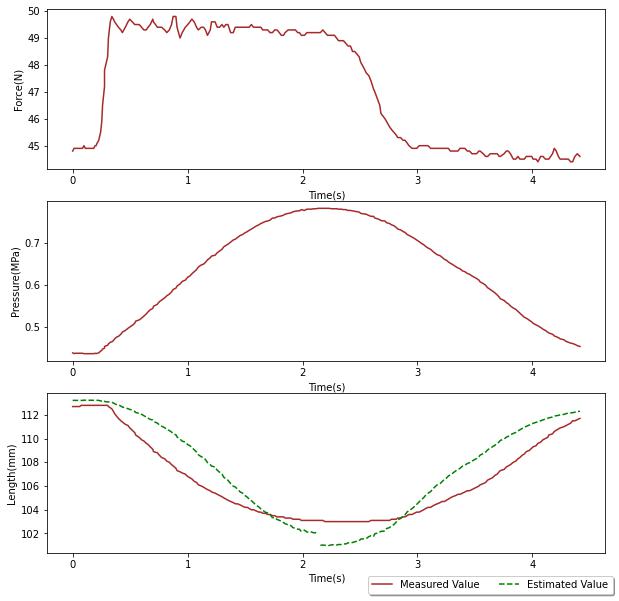 50
49
48
47
46
45
Force(N)
0 1 2 3 4
Time(s)
0.7
0.6
0.5
Pressure(MPa)
0 1 2 3 4
Time(s)
112
110
108
106
104
102
Length(mm)
0 1 2 3 4
Time(s)
Measured Value Estimated Value